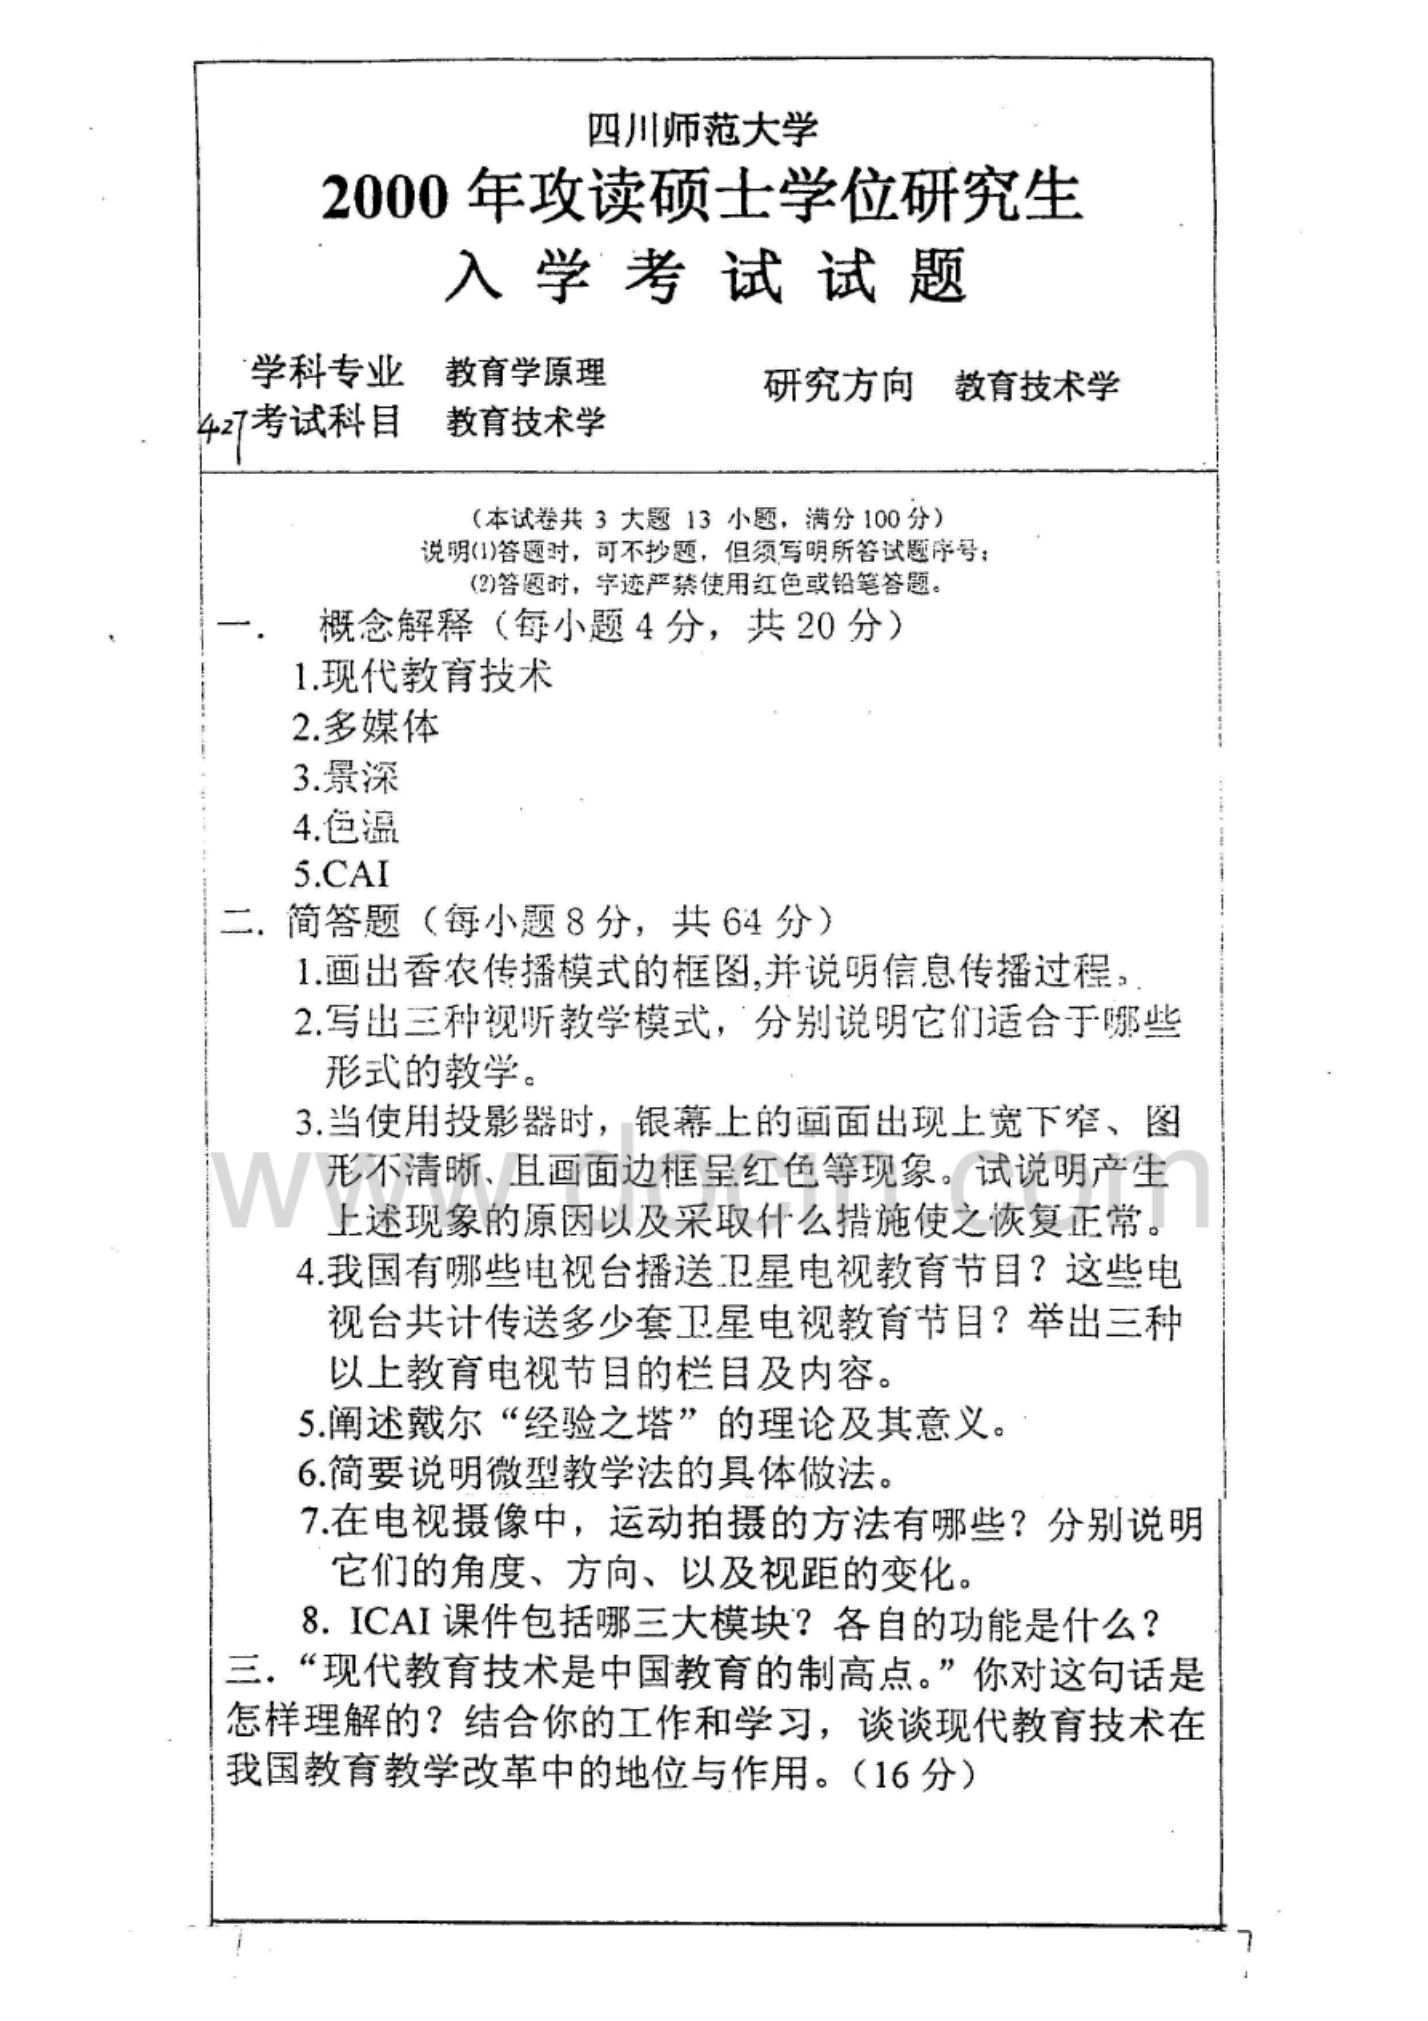 四川师范大学
2000 年攻读硕士学位研究生
入 学 考 试 试 题
学科专业 教育学原理 研究方向 教育技术学
427 考试科目 教育技术学
（本试卷共 3 大题 13 小题，满分100分）
说明⑴答题时，可不抄题，但须写明所答试题序号；
⑵答题时，字迹严禁使用红色或铅笔答题。
一． 概念解释（每小题 4 分，共 20 分）
1.现代教育技术
2.多媒体
3.景深
4.色温
5.CAI
二．简答题（每小题 8 分，共 64 分）
1.画出香农传播模式的框图,并说明信息传播过程。
2.写出三种视听教学模式，分别说明它们适合于哪些
形式的教学。
3.当使用投影器时，银幕上的画面出现上宽下窄、图
形不清晰、且画面边框呈红色等现象。试说明产生
上述现象的原因以及采取什么措施使之恢复正常。
4.我国有哪些电视台播送卫星电视教育节目？这些电
视台共计传送多少套卫星电视教育节目？举出三种
以上教育电视节目的栏目及内容。
5.阐述戴尔“经验之塔”的理论及其意义。
6.简要说明微型教学法的具体做法。
7.在电视摄像中，运动拍摄的方法有哪些？分别说明
它们的角度、方向、以及视距的变化。
8. ICAI 课件包括哪三大模块？各自的功能是什么？
三．“现代教育技术是中国教育的制高点。”你对这句话是
怎样理解的？结合你的工作和学习，谈谈现代教育技术在
我国教育教学改革中的地位与作用。（16 分）
www.docin.com